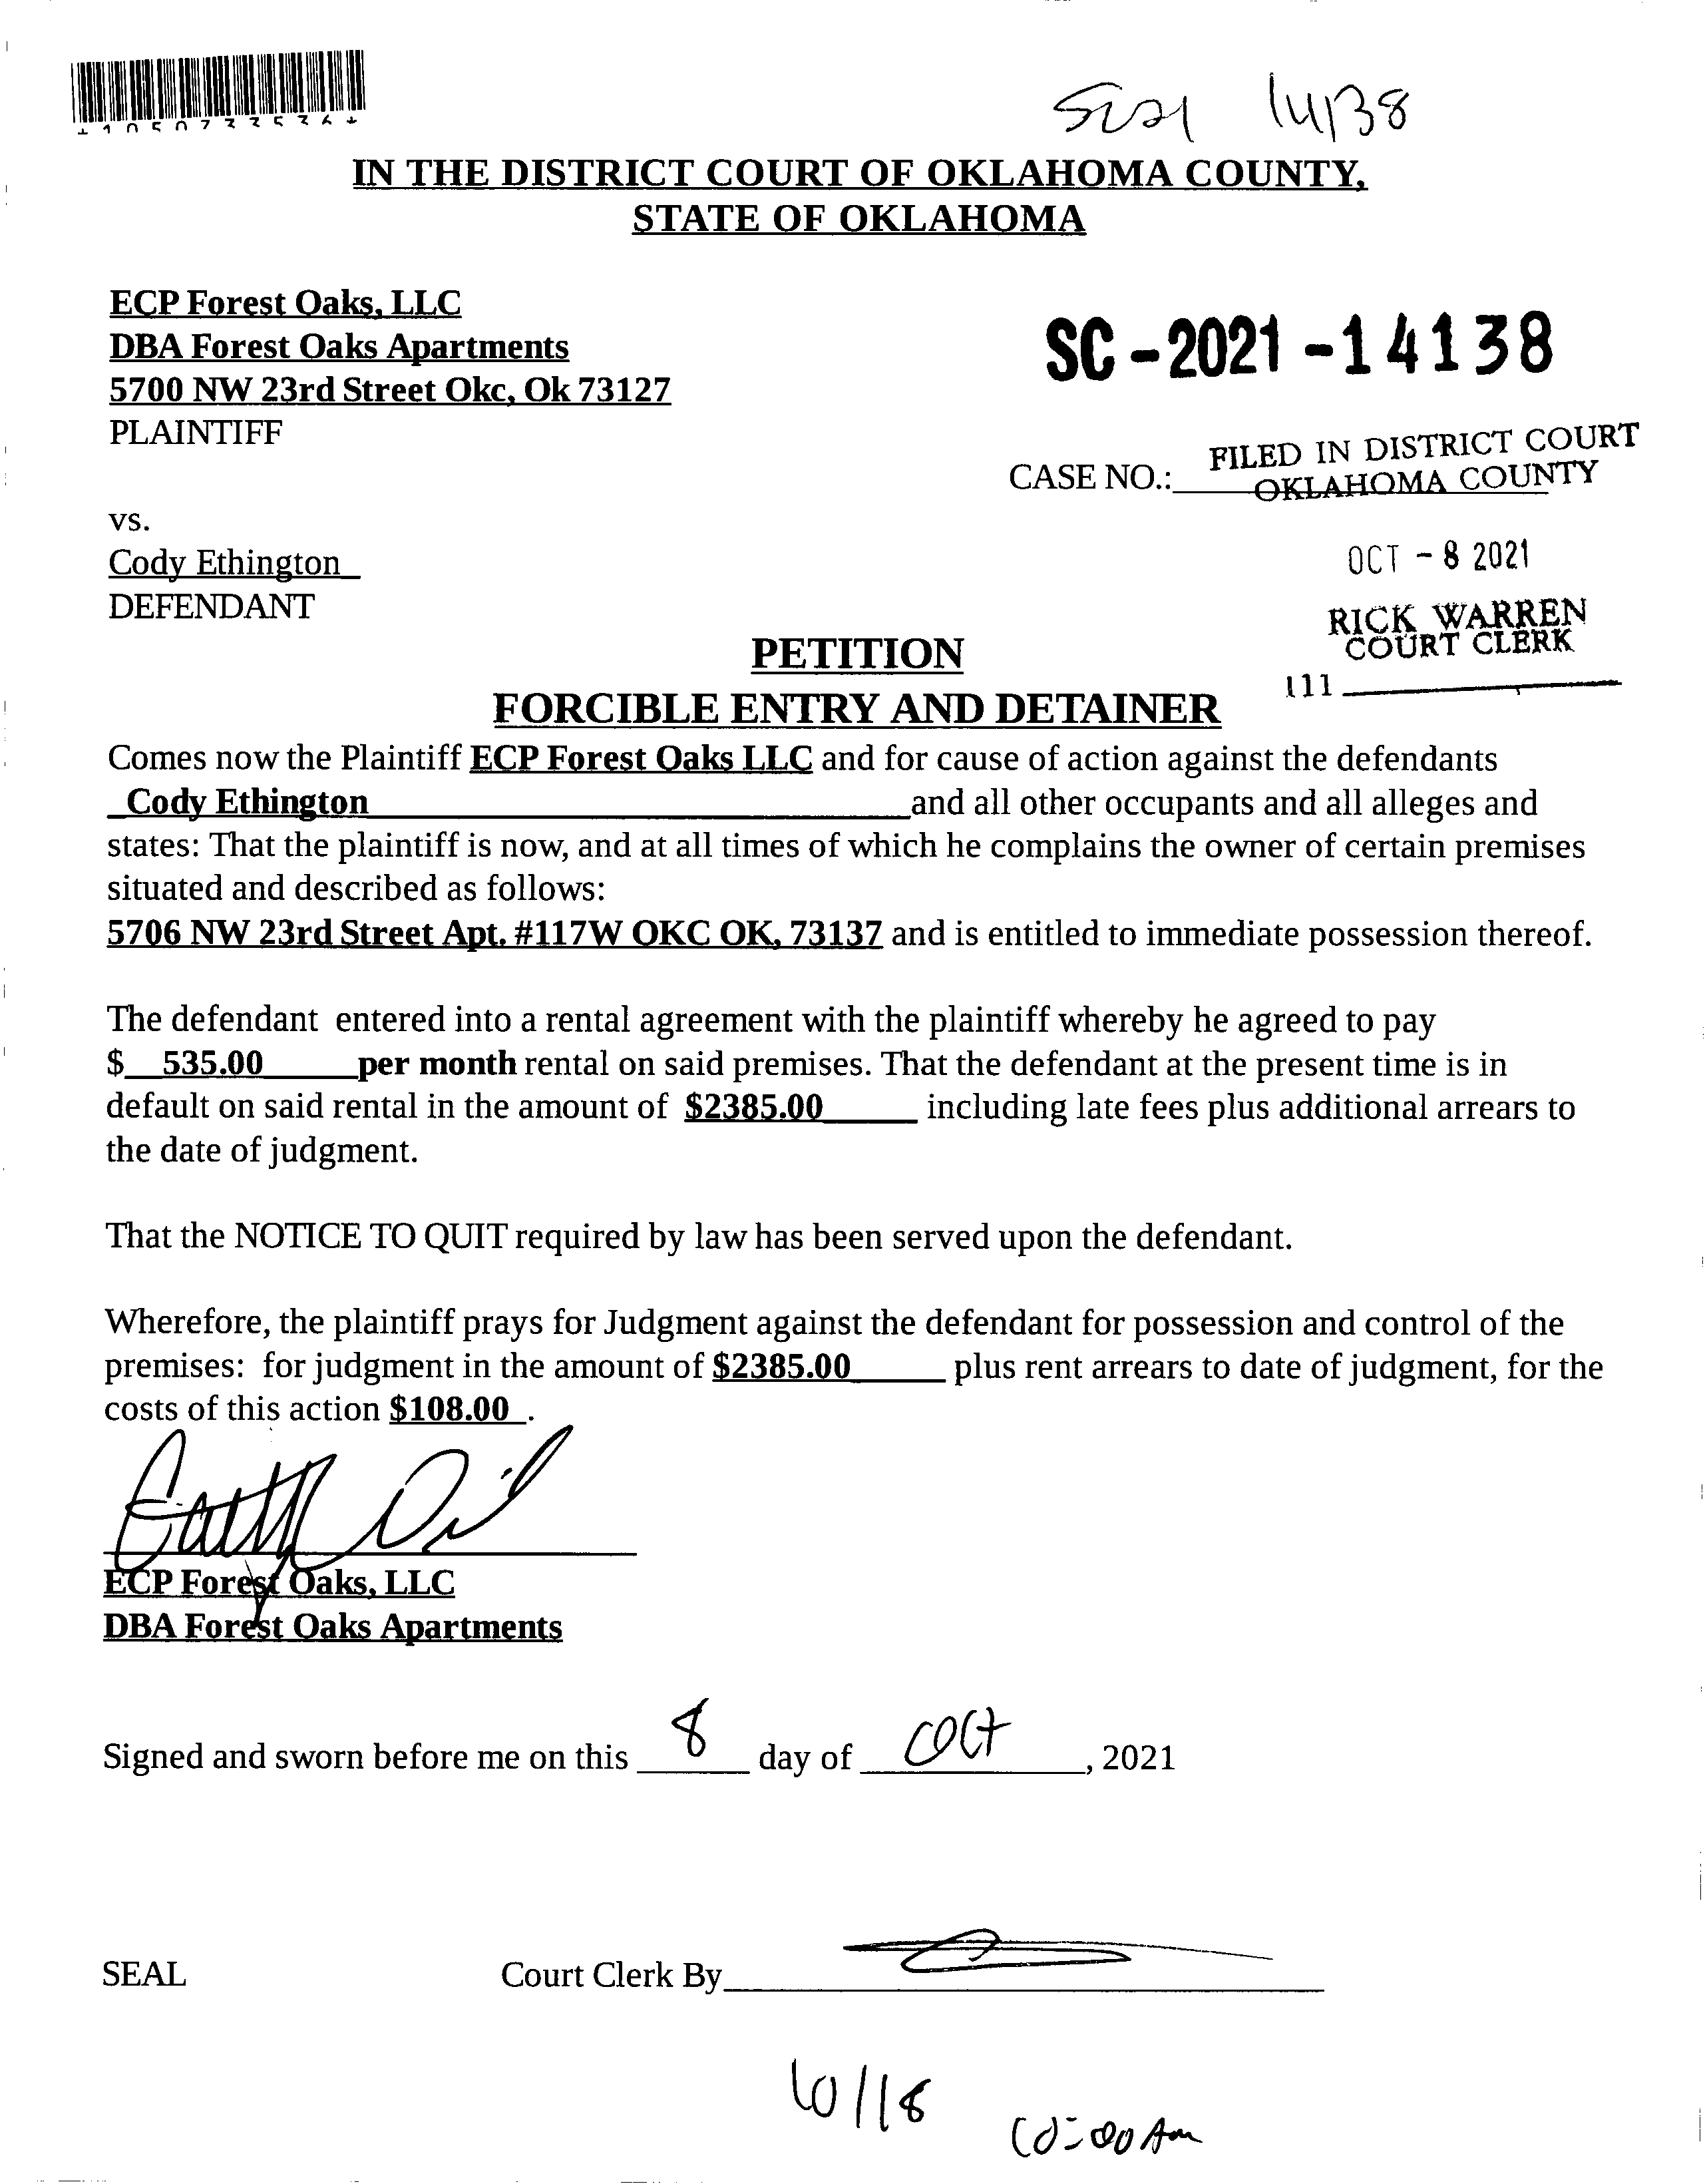 SC21 14138
IN THE DISTRICT COURT OF OKLAHOMA COUNTY,
STATE OF OKLAHOMA
ECP Forest Oaks, LLC
DBA Forest Oaks Apartments
5700 NW 23rd Street Okc, Ok 73127
PLAINTIFF
SC-2021-14138
CASE NO.:
FILED IN DISTRICT COURT
OKLAHOMA COUNTY
vs.
Cody Ethington
DEFENDANT
OCT - 8 2021
RICK WARREN
COURT CLERK
111
PETITION
FORCIBLE ENTRY AND DETAINER
Comes now the Plaintiff ECP Forest Oaks LLC and for cause of action against the defendants
Cody Ethington and all other occupants and all alleges and
states: That the plaintiff is now, and at all times of which he complains the owner of certain premises
situated and described as follows:
5706 NW 23rd Street Apt. #117W OKC OK, 73137 and is entitled to immediate possession thereof.
The defendant entered into a rental agreement with the plaintiff whereby he agreed to pay
$ 535.00 per month rental on said premises. That the defendant at the present time is in
default on said rental in the amount of $2385.00 including late fees plus additional arrears to
the date of judgment.
That the NOTICE TO QUIT required by law has been served upon the defendant.
Wherefore, the plaintiff prays for Judgment against the defendant for possession and control of the
premises: for judgment in the amount of $2385.00 plus rent arrears to date of judgment, for the
costs of this action $108.00 .
ECP Forest Oaks, LLC
DBA Forest Oaks Apartments
Signed and sworn before me on this 8 day of Oct, 2021
SEAL
Court Clerk By
10/18
10:00 Am